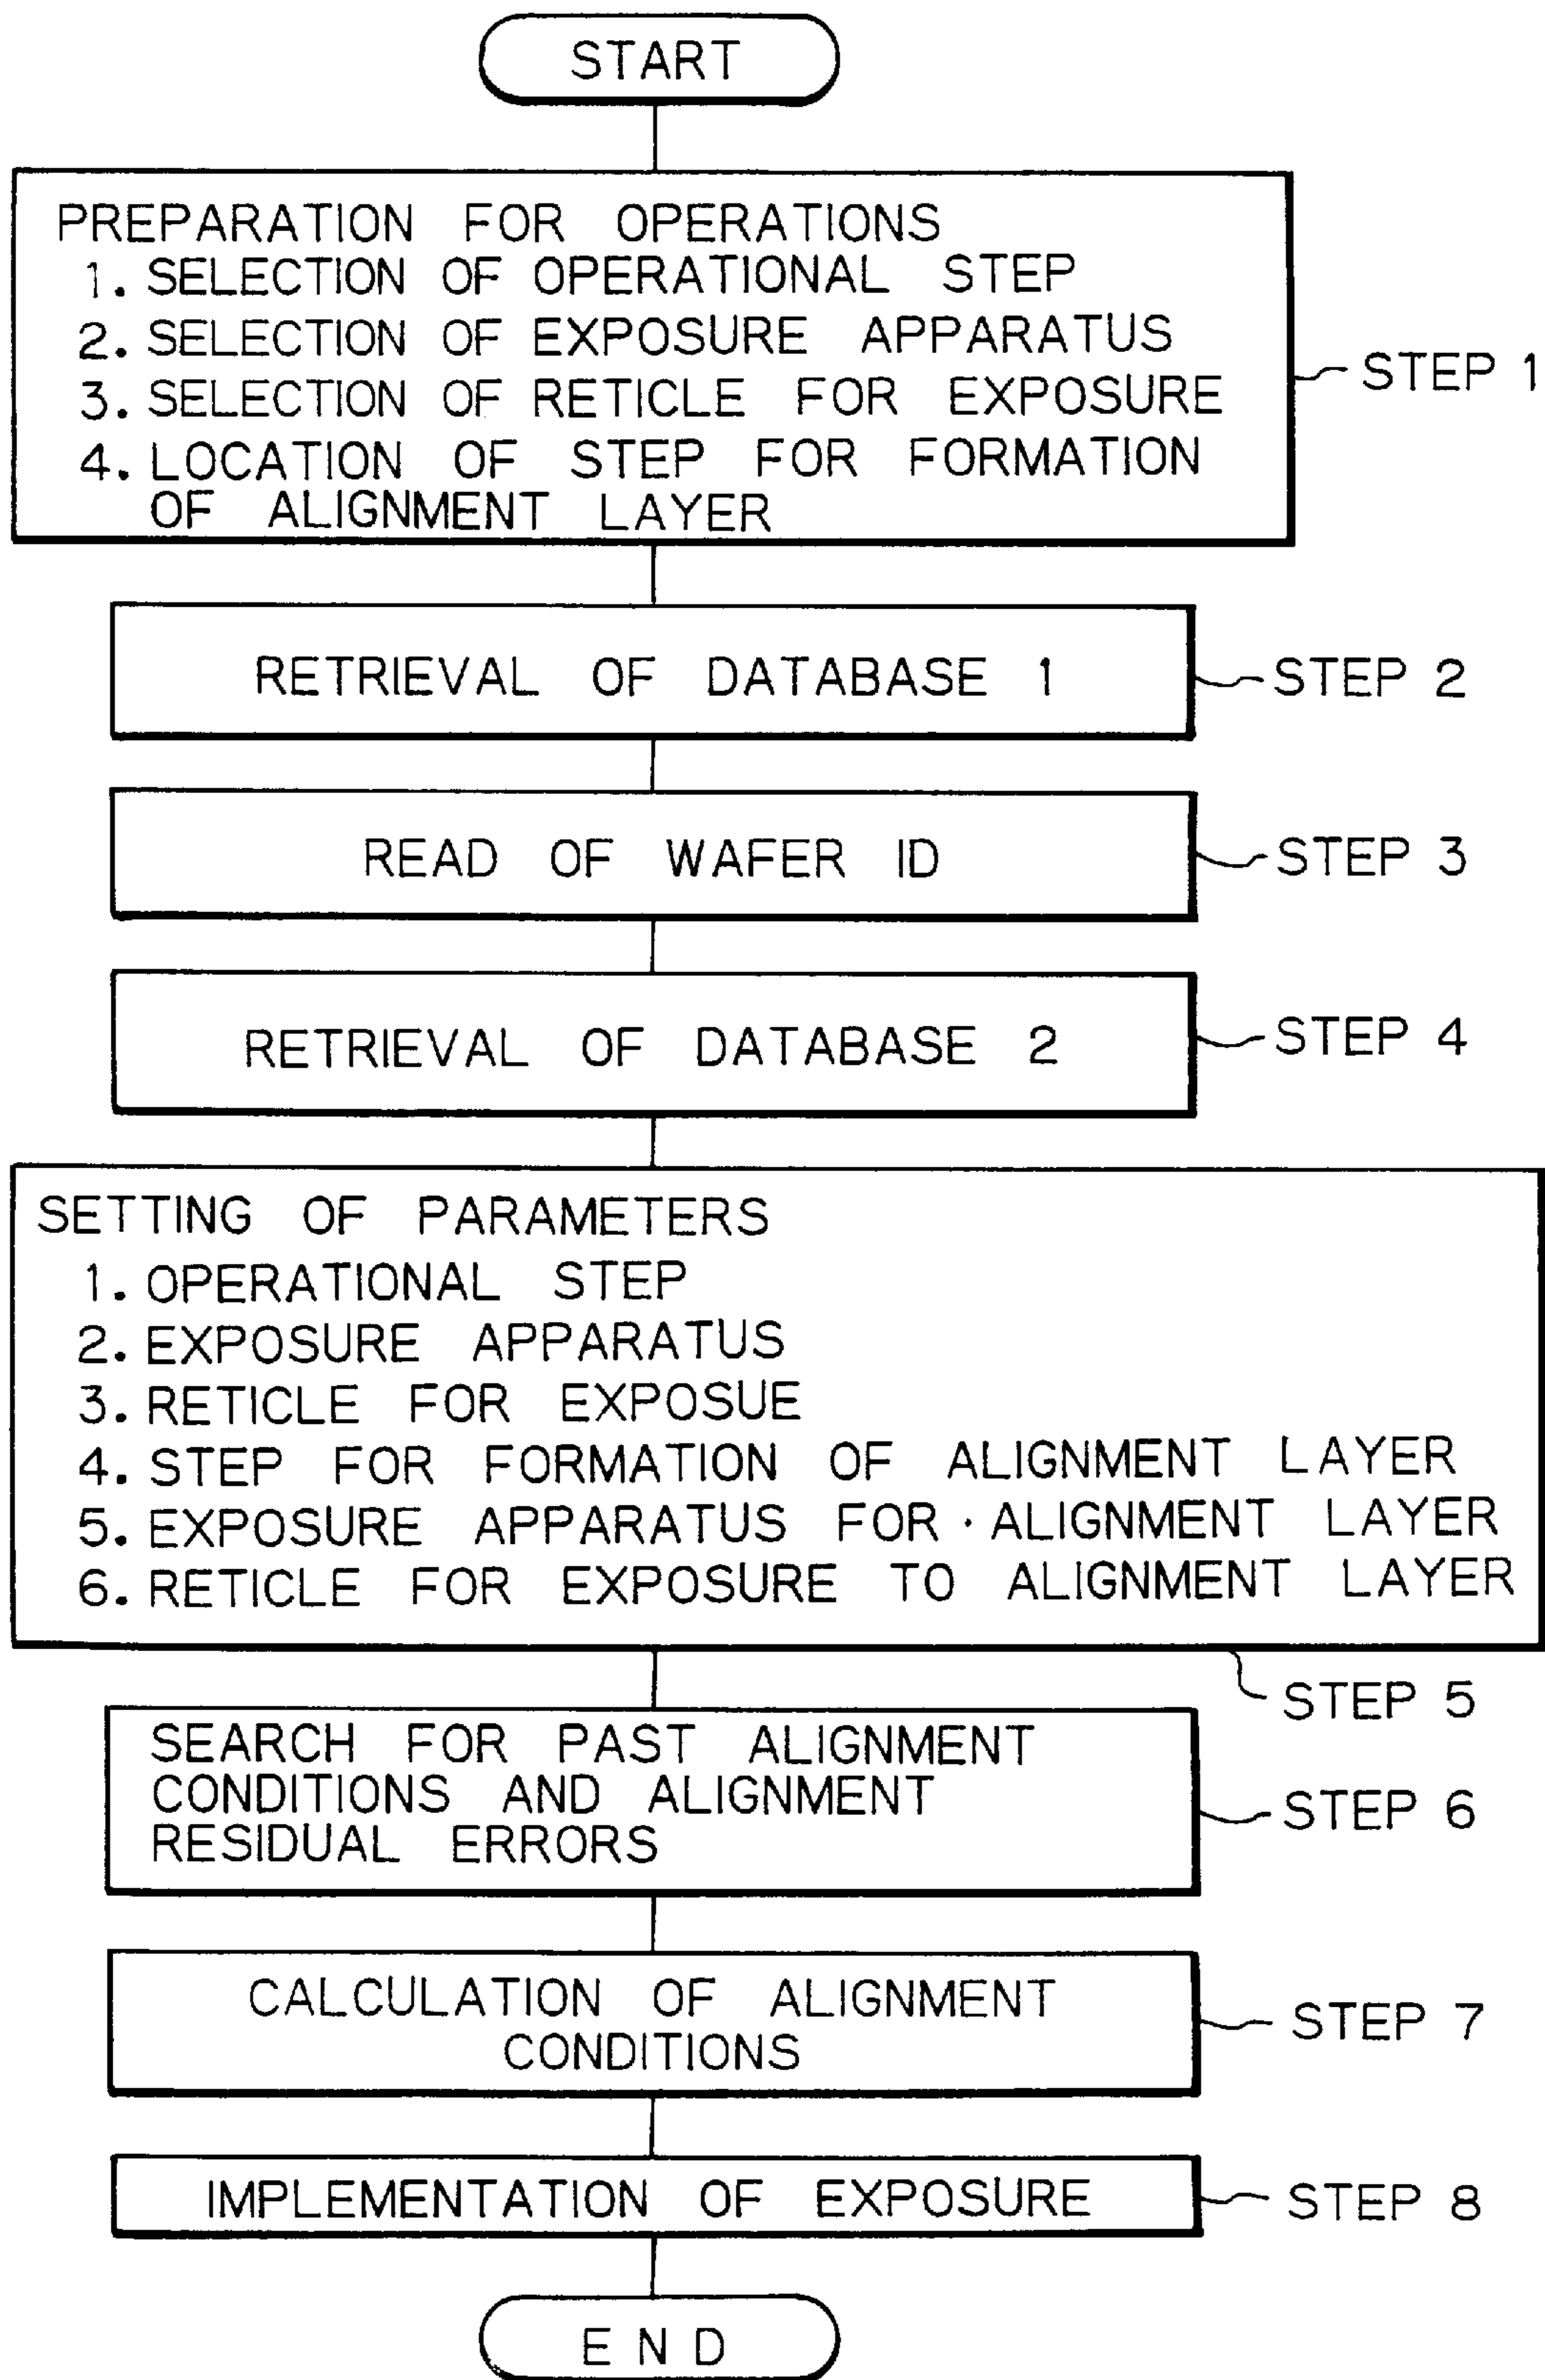 START
PREPARATION FOR OPERATIONS
1. SELECTION OF OPERATIONAL STEP
2. SELECTION OF EXPOSURE APPARATUS
3. SELECTION OF RETICLE FOR EXPOSURE
4. LOCATION OF STEP FOR FORMATION
OF ALIGNMENT LAYER
STEP 1
RETRIEVAL OF DATABASE 1
STEP 2
READ OF WAFER ID
STEP 3
RETRIEVAL OF DATABASE 2
STEP 4
SETTING OF PARAMETERS
1. OPERATIONAL STEP
2. EXPOSURE APPARATUS
3. RETICLE FOR EXPOSUE
4. STEP FOR FORMATION OF ALIGNMENT LAYER
5. EXPOSURE APPARATUS FOR · ALIGNMENT LAYER
6. RETICLE FOR EXPOSURE TO ALIGNMENT LAYER
STEP 5
SEARCH FOR PAST ALIGNMENT
CONDITIONS AND ALIGNMENT
RESIDUAL ERRORS
STEP 6
CALCULATION OF ALIGNMENT
CONDITIONS
STEP 7
IMPLEMENTATION OF EXPOSURE
STEP 8
END